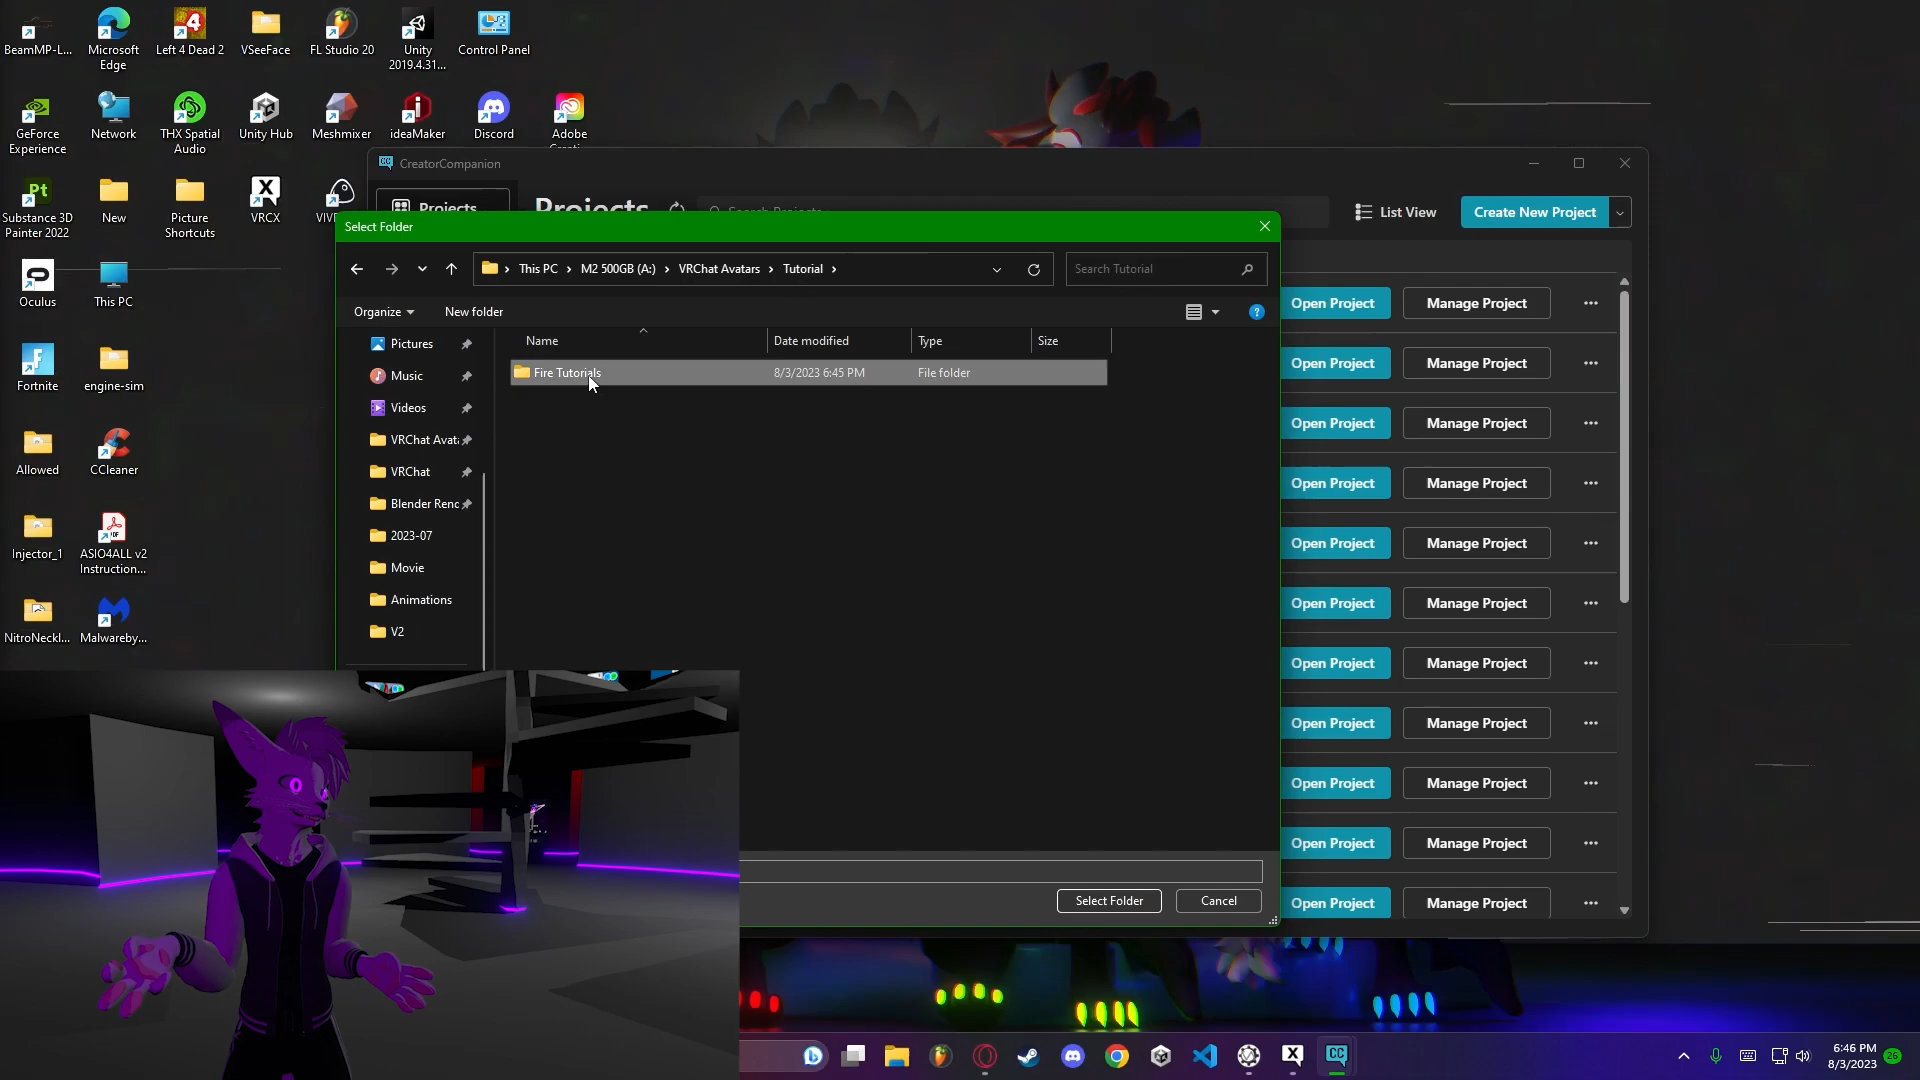 BeamMP-L...
Microsoft
Edge
Left 4 Dead 2
VSeeFace
FL Studio 20
Unity
2019.4.31...
Control Panel
GeForce
Experience
Network
THX Spatial
Audio
Unity Hub
Meshmixer
ideaMaker
Discord
Adobe
Pt
Substance 3D
Painter 2022
New
Picture
Shortcuts
VRCX
Oculus
This PC
Fortnite
engine-sim
Allowed
CCleaner
Injector_1
ASIO4ALL v2
Instruction...
NitroNeckl...
Malwareby...
CC CreatorCompanion
Projects
Projects
Search Projects...
List View
Create New Project
Select Folder
This PC
M2 500GB (A:)
VRChat Avatars
Tutorial
Search Tutorial
Organize
New folder
Name
Date modified
Type
Size
Fire Tutorials
8/3/2023 6:45 PM
File folder
Pictures
Music
Videos
VRChat
2023-07
Movie
Animations
V2
Select Folder
Cancel
Open Project
Manage Project
Open Project
Manage Project
Open Project
Manage Project
Open Project
Manage Project
Open Project
Manage Project
Open Project
Manage Project
Open Project
Manage Project
Open Project
Manage Project
Open Project
Manage Project
Open Project
Manage Project
Open Project
Manage Project
CC
6:46 PM
8/3/2023
26